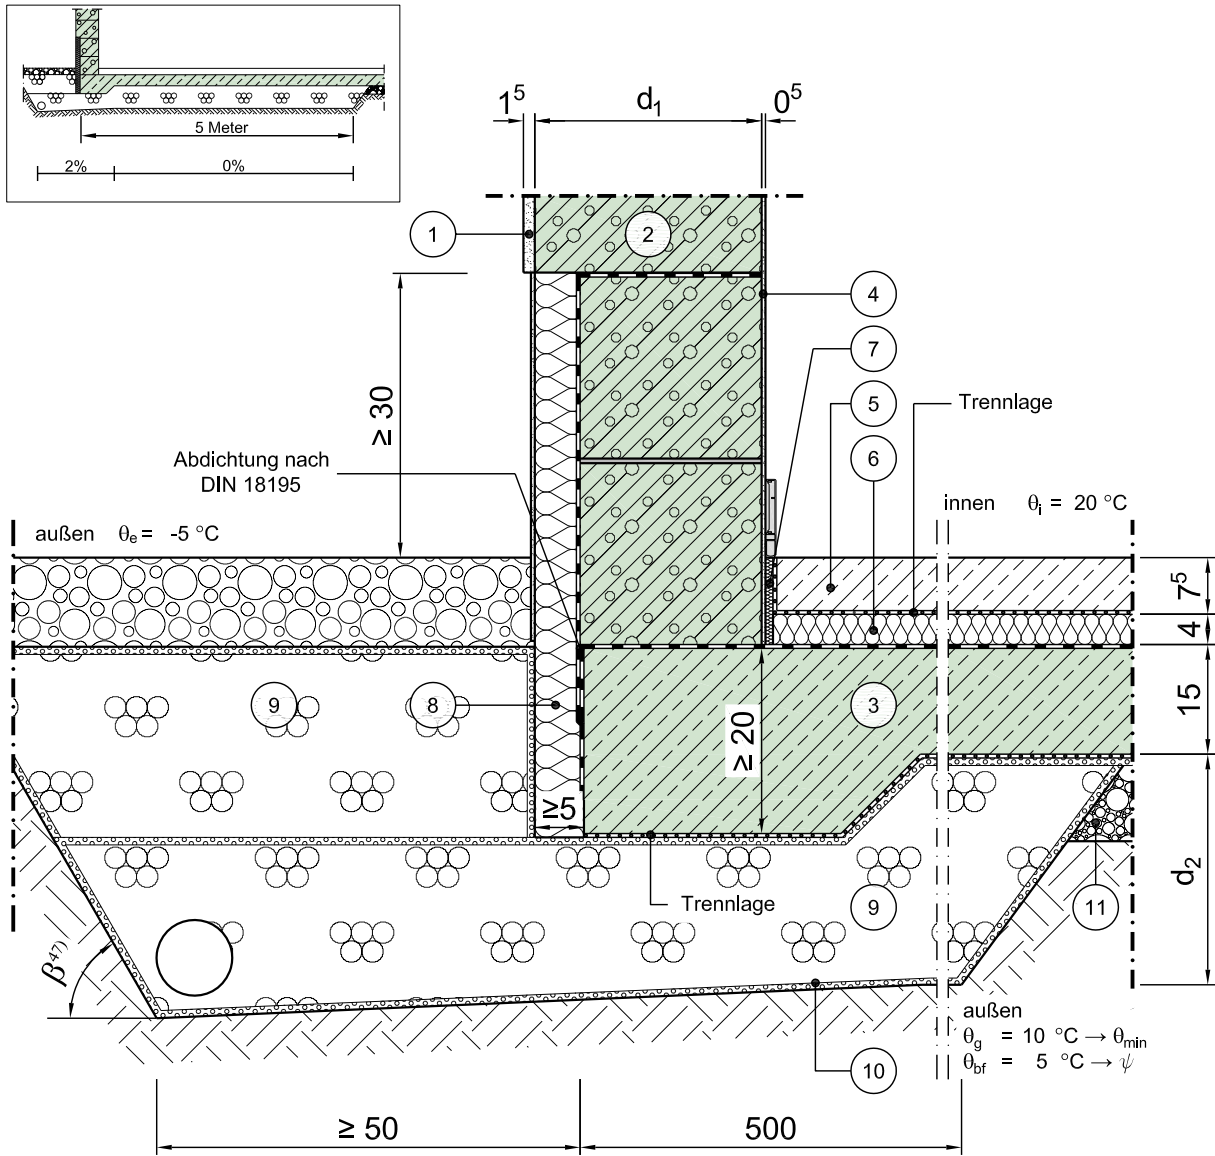 5 Meter
2% 0%
1⁵ d₁ 0⁵
1
2
4
7
5
Trennlage
6
≥ 30
Abdichtung nach
DIN 18195
außen θₑ = -5 °C
innen θᵢ = 20 °C
7⁵
4
9
8
3
≥ 20
15
≥5
d₂
Trennlage
9
11
β⁴⁷⁾
außen
θg = 10 °C → θmin
θbf = 5 °C → ψ
10
≥ 50
500